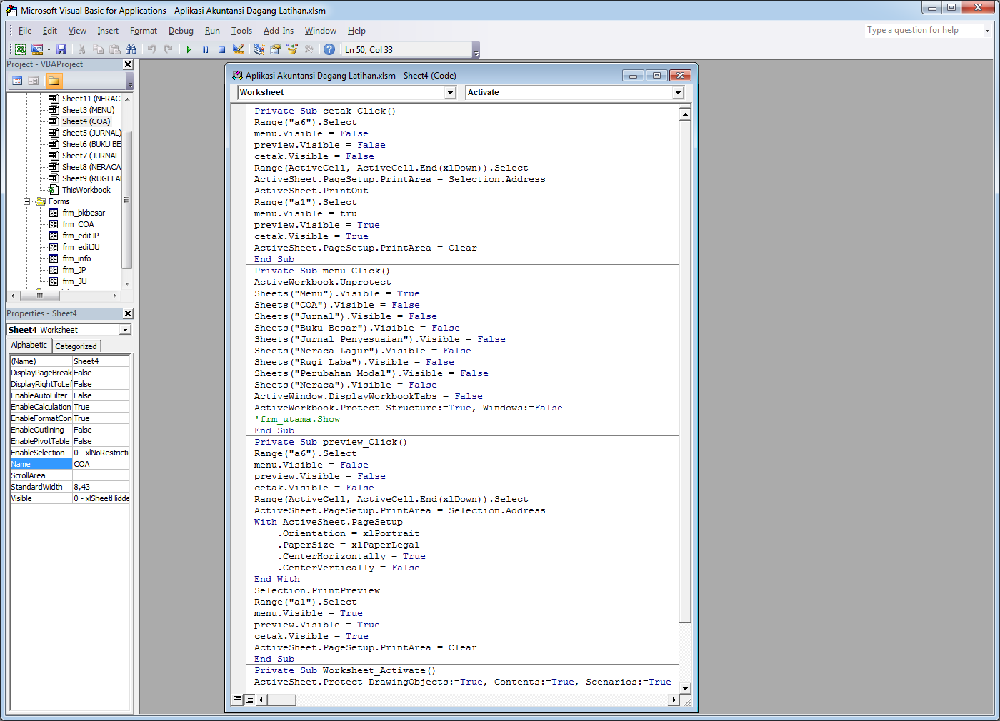 Microsoft Visual Basic for Applications - Aplikasi Akuntansi Dagang Latihan.xlsm
File Edit View Insert Format Debug Run Tools Add-Ins Window Help
Type a question for help
Ln 50, Col 33
Project - VBAProject
Sheet11 (NERAC
Sheet3 (MENU)
Sheet4 (COA)
Sheet5 (JURNAL)
Sheet6 (BUKU BE
Sheet7 (JURNAL
Sheet8 (NERACA
Sheet9 (RUGI LA
ThisWorkbook
Forms
frm_bkbesar
frm_COA
frm_editJP
frm_editJU
frm_info
frm_JP
frm_JU
Properties - Sheet4
Sheet4 Worksheet
Alphabetic Categorized
(Name) Sheet4
DisplayPageBreak False
DisplayRightToLef False
EnableAutoFilter False
EnableCalculation True
EnableFormatCon True
EnableOutlining False
EnablePivotTable False
EnableSelection 0 - xlNoRestrictio
Name COA
ScrollArea
StandardWidth 8,43
Visible 0 - xlSheetHidde
Aplikasi Akuntansi Dagang Latihan.xlsm - Sheet4 (Code)
Worksheet Activate
Private Sub cetak_Click()
Range("a6").Select
menu.Visible = False
preview.Visible = False
cetak.Visible = False
Range(ActiveCell, ActiveCell.End(xlDown)).Select
ActiveSheet.PageSetup.PrintArea = Selection.Address
ActiveSheet.PrintOut
Range("a1").Select
menu.Visible = tru
preview.Visible = True
cetak.Visible = True
ActiveSheet.PageSetup.PrintArea = Clear
End Sub
Private Sub menu_Click()
ActiveWorkbook.Unprotect
Sheets("Menu").Visible = True
Sheets("COA").Visible = False
Sheets("Jurnal").Visible = False
Sheets("Buku Besar").Visible = False
Sheets("Jurnal Penyesuaian").Visible = False
Sheets("Neraca Lajur").Visible = False
Sheets("Rugi Laba").Visible = False
Sheets("Perubahan Modal").Visible = False
Sheets("Neraca").Visible = False
ActiveWindow.DisplayWorkbookTabs = False
ActiveWorkbook.Protect Structure:=True, Windows:=False
'frm_utama.Show
End Sub
Private Sub preview_Click()
Range("a6").Select
menu.Visible = False
preview.Visible = False
cetak.Visible = False
Range(ActiveCell, ActiveCell.End(xlDown)).Select
ActiveSheet.PageSetup.PrintArea = Selection.Address
With ActiveSheet.PageSetup
.Orientation = xlPortrait
.PaperSize = xlPaperLegal
.CenterHorizontally = True
.CenterVertically = False
End With
Selection.PrintPreview
Range("a1").Select
menu.Visible = True
preview.Visible = True
cetak.Visible = True
ActiveSheet.PageSetup.PrintArea = Clear
End Sub
Private Sub Worksheet_Activate()
ActiveSheet.Protect DrawingObjects:=True, Contents:=True, Scenarios:=True